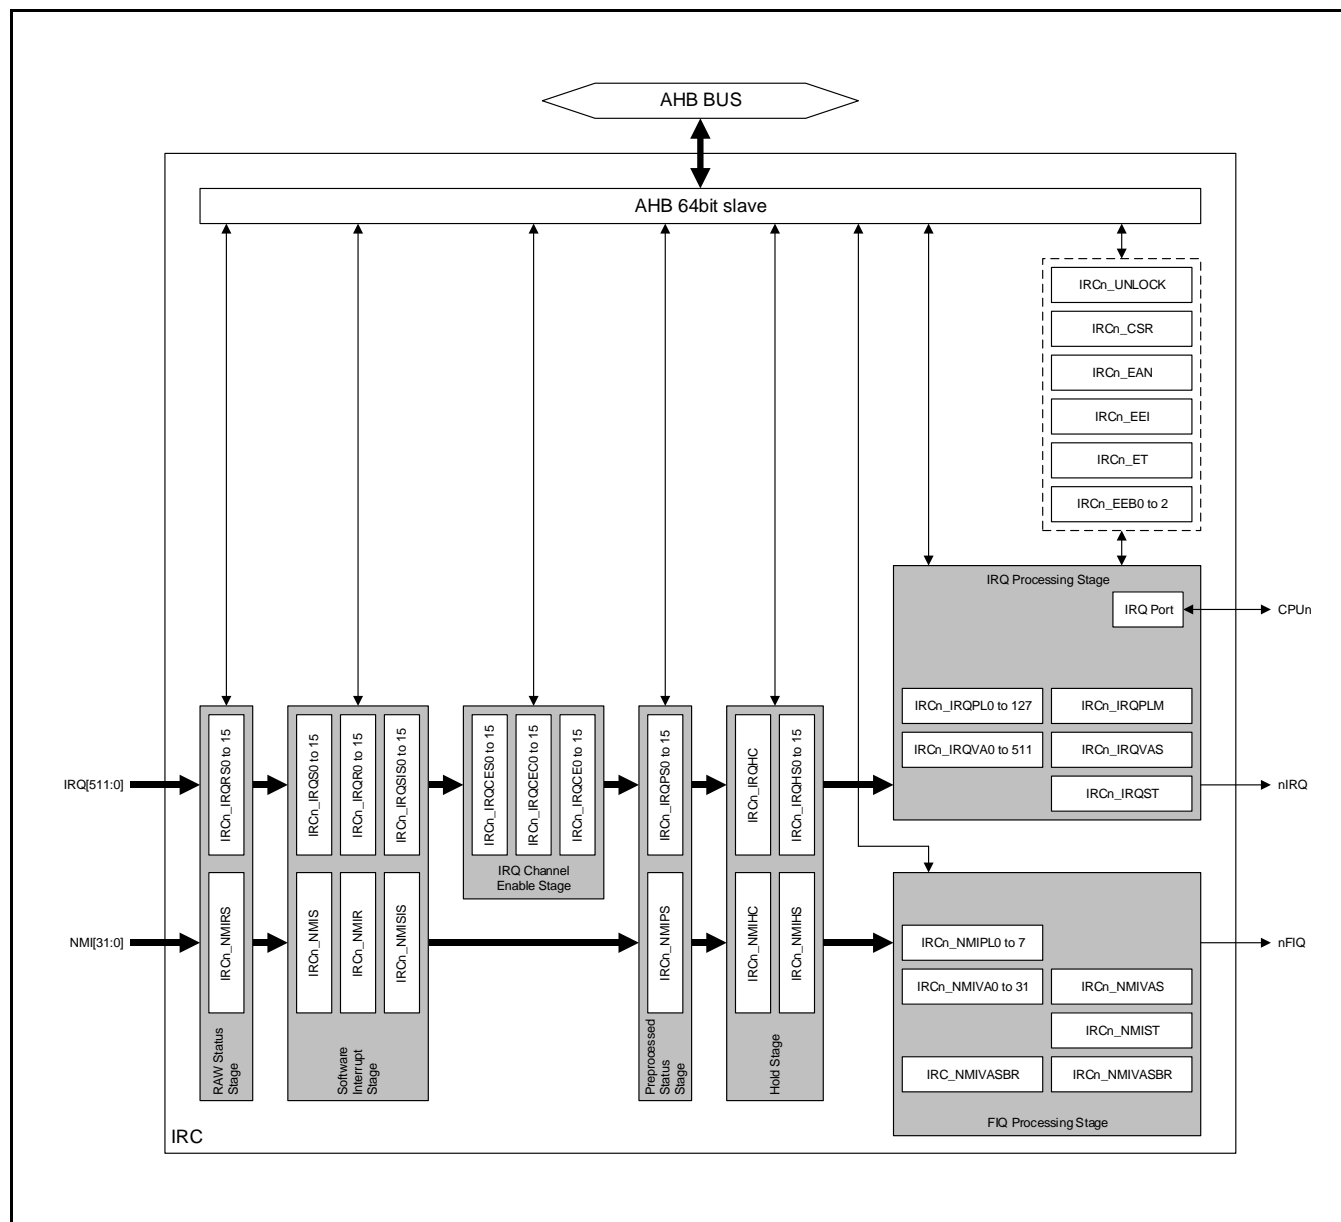 AHB BUS
AHB 64bit slave
IRCn_UNLOCK
IRCn_CSR
IRCn_EAN
IRCn_EEI
IRCn_ET
IRCn_EEB0 to 2
IRQ Processing Stage
IRQ Port
CPUn
IRCn_IRQPL0 to 127
IRCn_IRQPLM
IRCn_IRQVA0 to 511
IRCn_IRQVAS
IRCn_IRQST
nIRQ
IRQ[511:0]
IRCn_IRQRS0 to 15
IRCn_IRQS0 to 15
IRCn_IRQR0 to 15
IRCn_IRQSIS0 to 15
IRCn_IRQCES0 to 15
IRCn_IRQCEC0 to 15
IRCn_IRQCE0 to 15
IRQ Channel
Enable Stage
IRCn_IRQPS0 to 15
IRCn_IRQHC
IRCn_IRQHS0 to 15
NMI[31:0]
IRCn_NMIRS
IRCn_NMIS
IRCn_NMIR
IRCn_NMISIS
IRCn_NMIPS
IRCn_NMIHC
IRCn_NMIHS
IRCn_NMIPL0 to 7
nFIQ
IRCn_NMIVA0 to 31
IRCn_NMIVAS
IRCn_NMIST
IRC_NMIVASBR
IRCn_NMIVASBR
FIQ Processing Stage
RAW Status
Stage
Software
Interrupt
Stage
Preprocessed
Status
Stage
Hold Stage
IRC